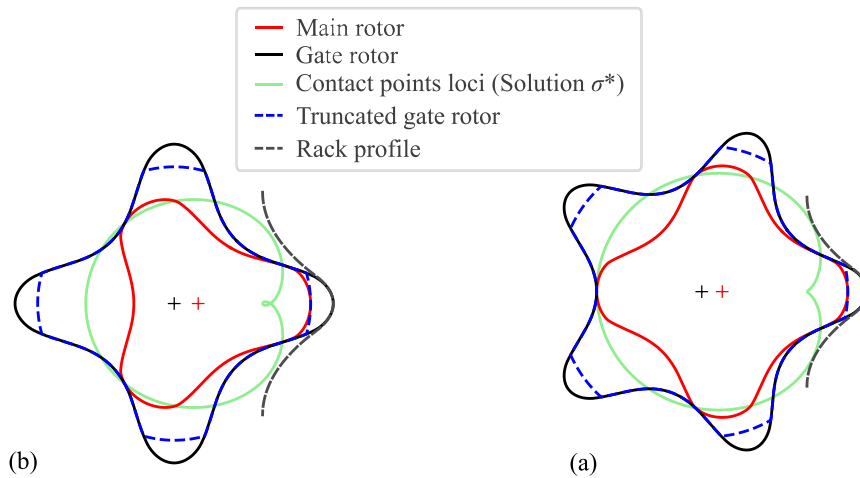 Main rotor
Gate rotor
Contact points loci (Solution σ*)
Truncated gate rotor
Rack profile
(b)
(a)